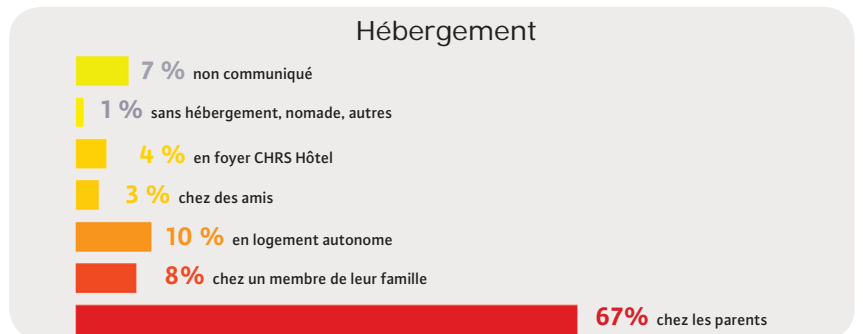 Hébergement
7 % non communiqué
1 % sans hébergement, nomade, autres
4 % en foyer CHRS Hôtel
3 % chez des amis
10 % en logement autonome
8% chez un membre de leur famille
67% chez les parents